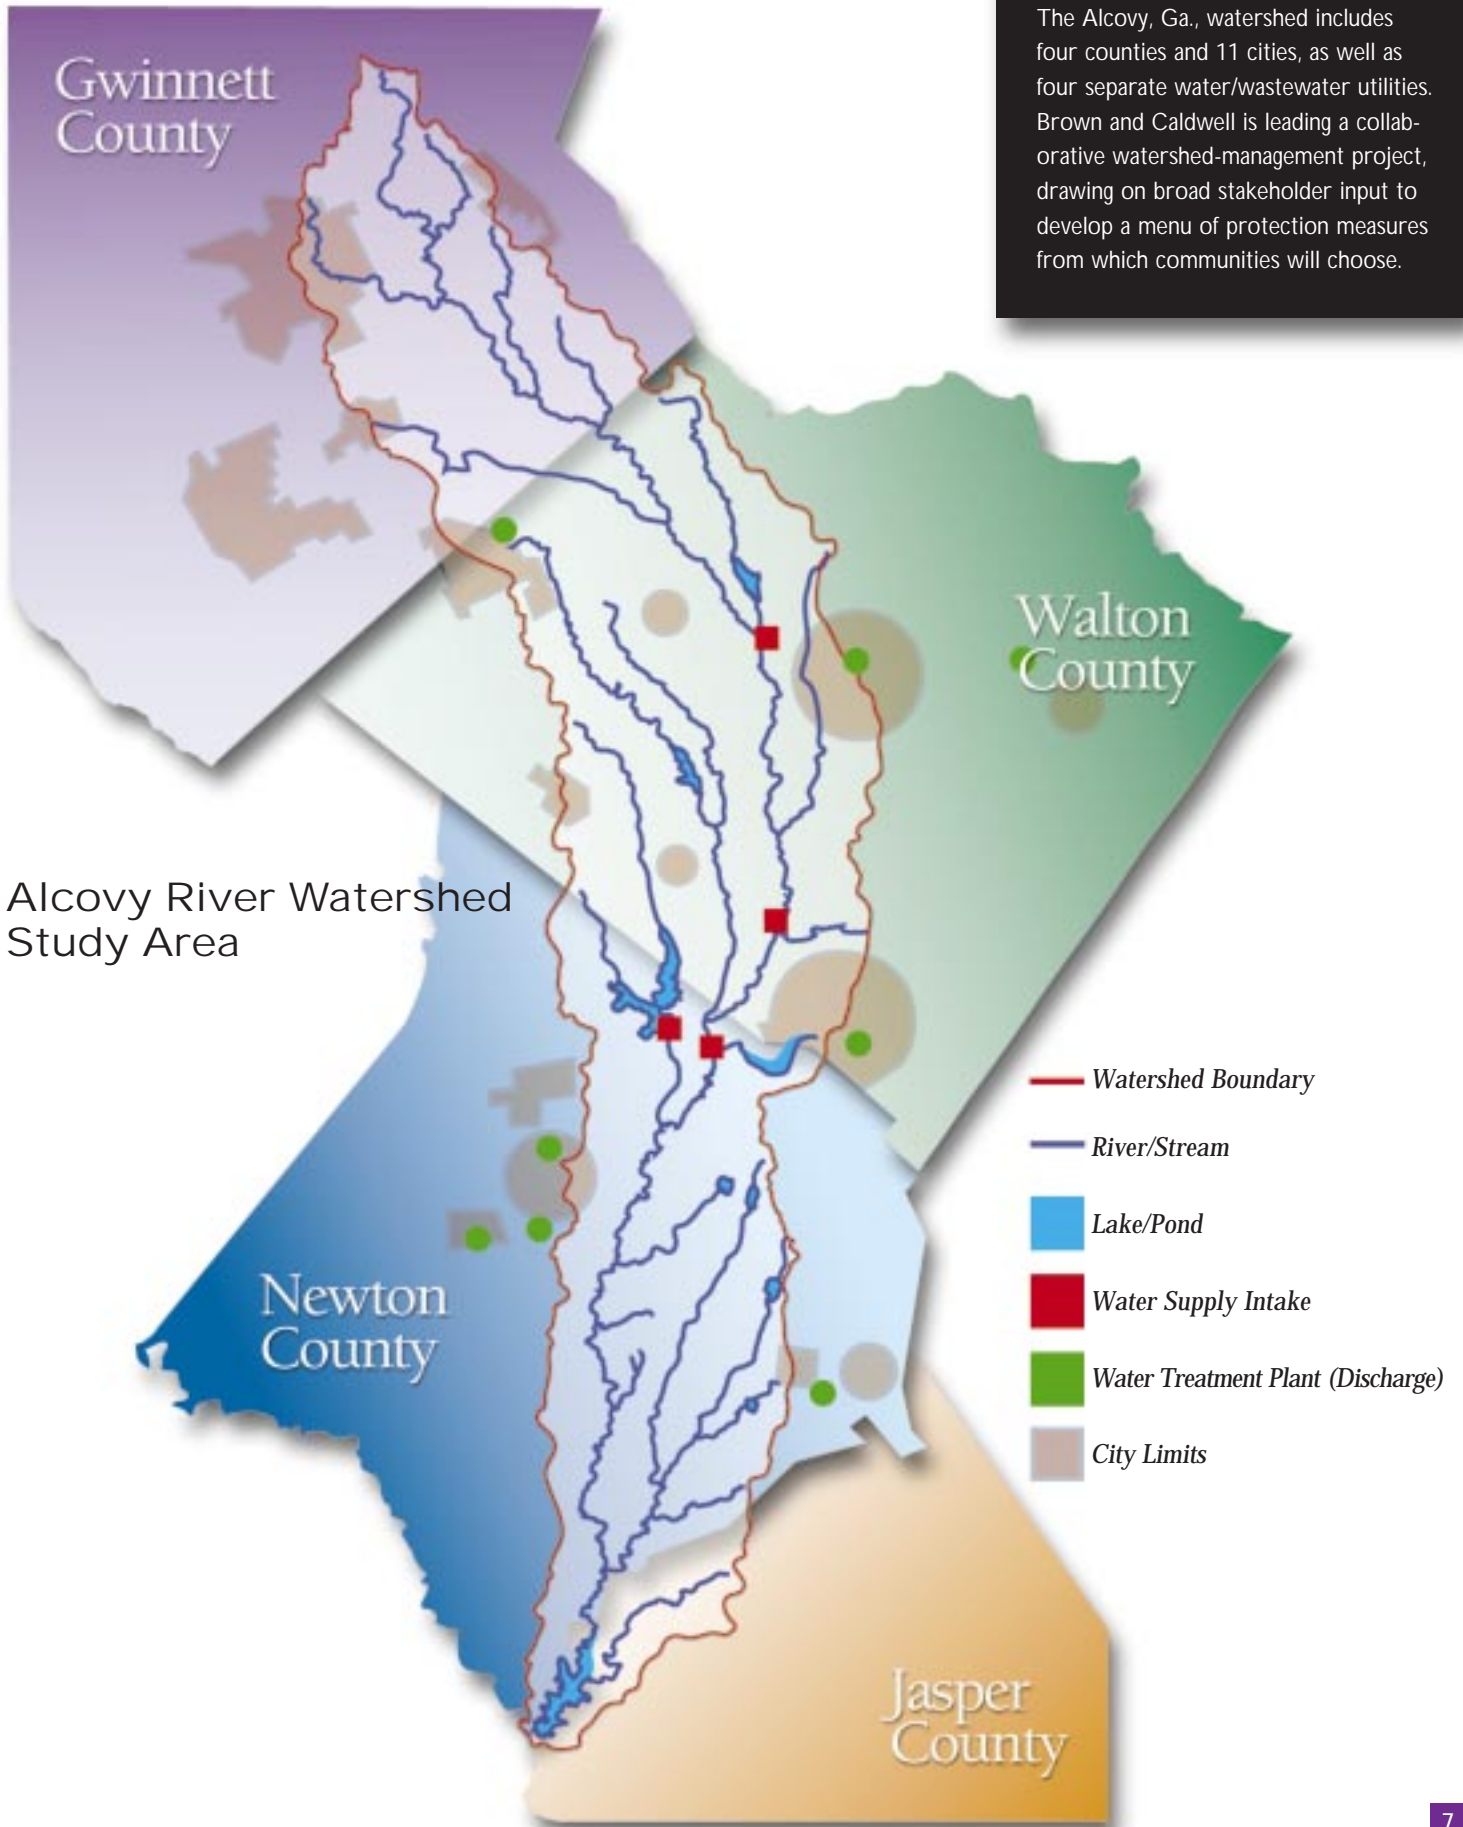 The Alcovy, Ga., watershed includes
four counties and 11 cities, as well as
four separate water/wastewater utilities.
Brown and Caldwell is leading a collab-
orative watershed-management project,
drawing on broad stakeholder input to
develop a menu of protection measures
from which communities will choose.
Gwinnett
County
Walton
County
Alcovy River Watershed
Study Area
Newton
County
Jasper
County
Watershed Boundary
River/Stream
Lake/Pond
Water Supply Intake
Water Treatment Plant (Discharge)
City Limits
7